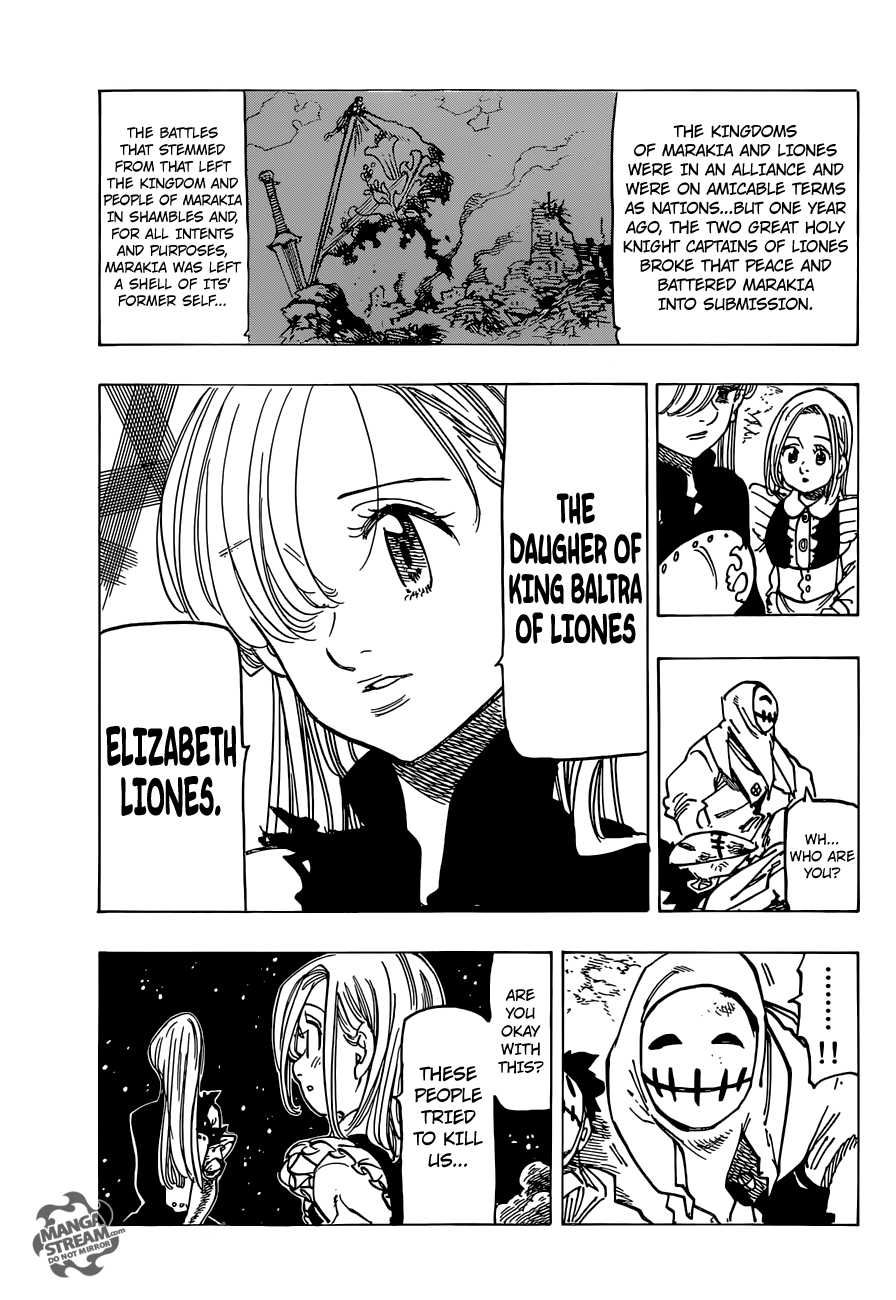 THE KINGDOMS
OF MARAKIA AND LIONES
WERE IN AN ALLIANCE AND
WERE ON AMICABLE TERMS
AS NATIONS...BUT ONE YEAR
AGO, THE TWO GREAT HOLY
KNIGHT CAPTAINS OF LIONES
BROKE THAT PEACE AND
BATTERED MARAKIA
INTO SUBMISSION.
THE BATTLES
THAT STEMMED
FROM THAT LEFT
THE KINGDOM AND
PEOPLE OF MARAKIA
IN SHAMBLES AND,
FOR ALL INTENTS
AND PURPOSES,
MARAKIA WAS LEFT
A SHELL OF ITS'
FORMER SELF...
WH...
WHO ARE
YOU?
THE
DAUGHER OF
KING BALTRA
OF LIONES
ELIZABETH
LIONES.
........!!
ARE
YOU
OKAY
WITH
THIS?
THESE
PEOPLE
TRIED
TO KILL
US...
MANGA
STREAM.com
DO NOT MIRROR